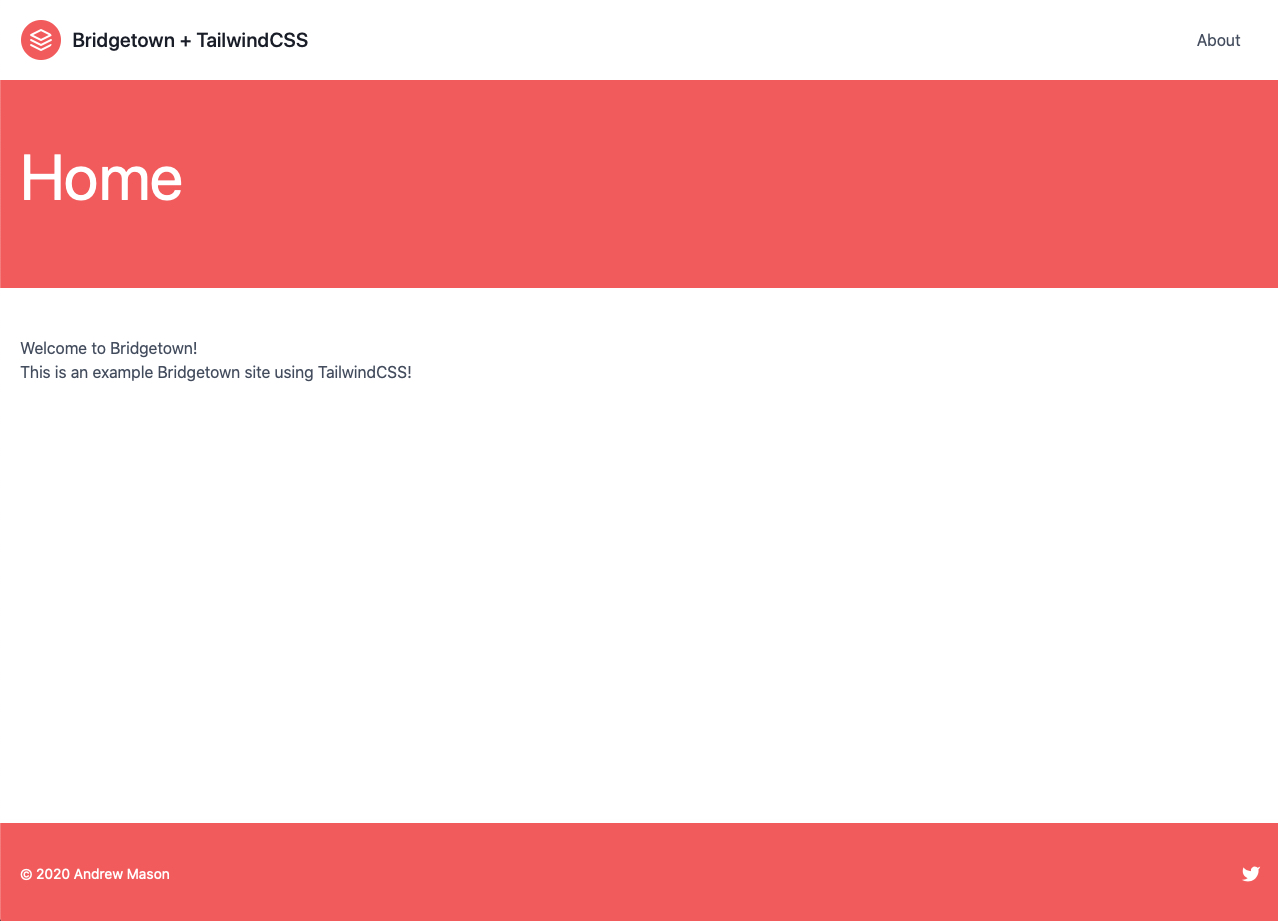 Bridgetown + TailwindCSS
About
Home
Welcome to Bridgetown!
This is an example Bridgetown site using TailwindCSS!
© 2020 Andrew Mason